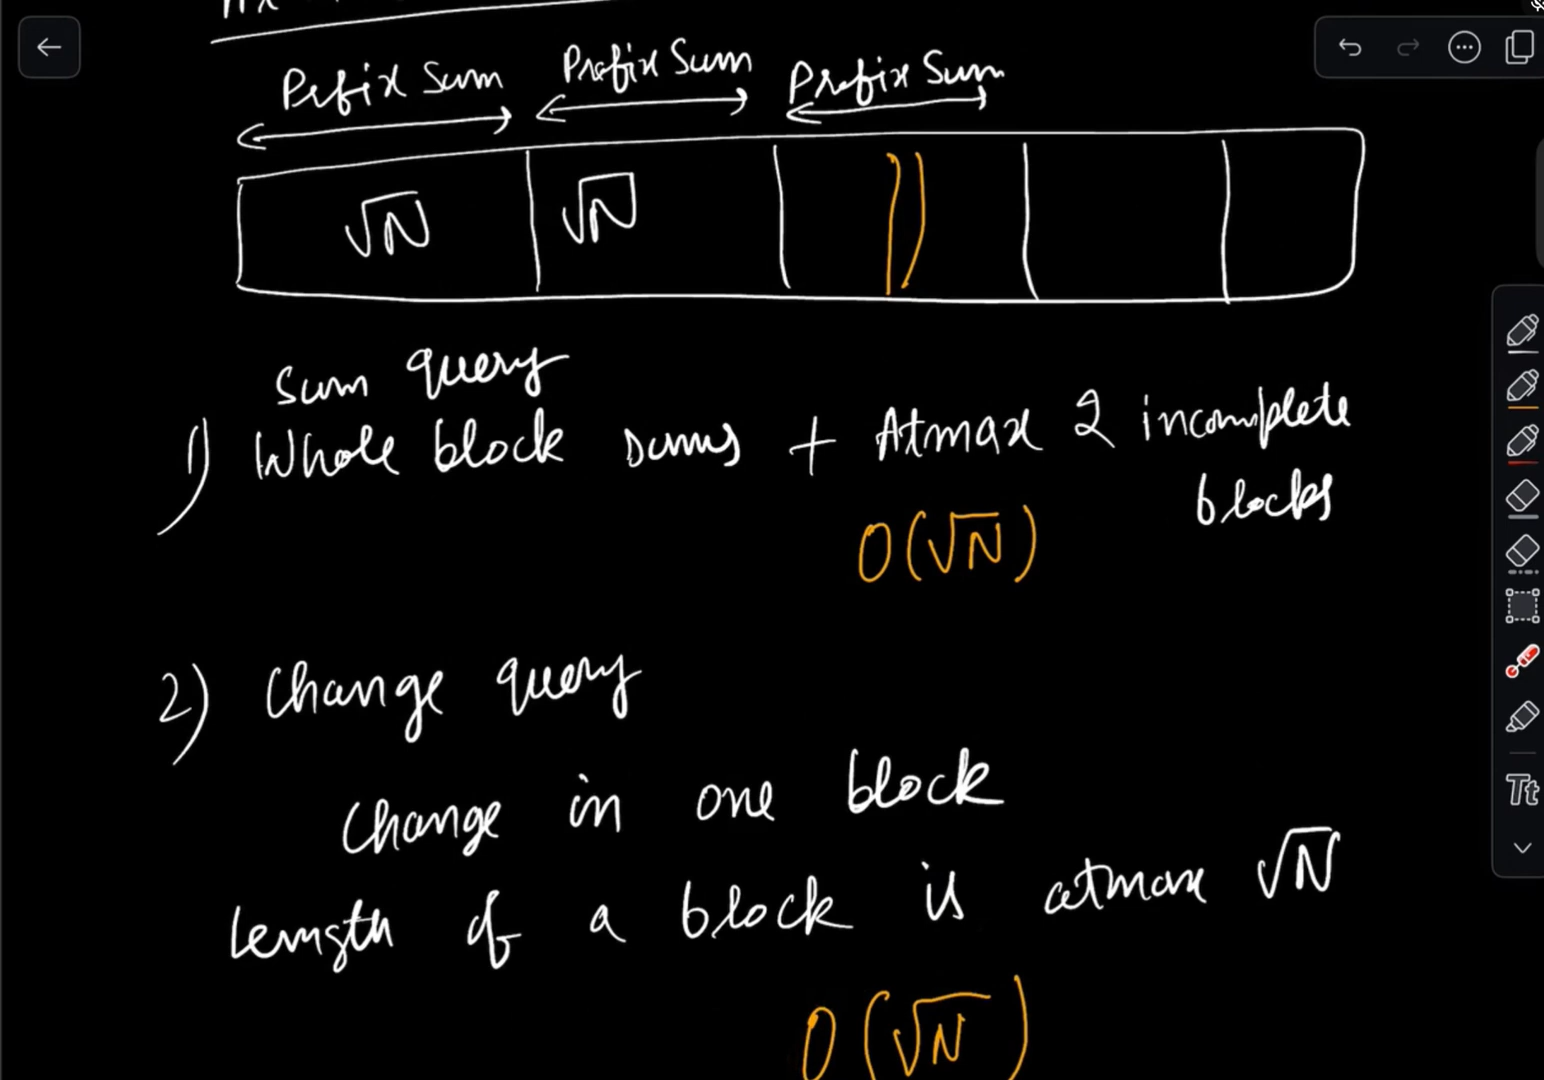 Prefix Sum Prefix Sum Prefix Sum
√N √N
Sum query
1) Whole block sums + Atmax 2 incomplete
blocks
O(√N)
2) Change query
Change in one block
length of a block is atmax √N
O(√N)
Tt